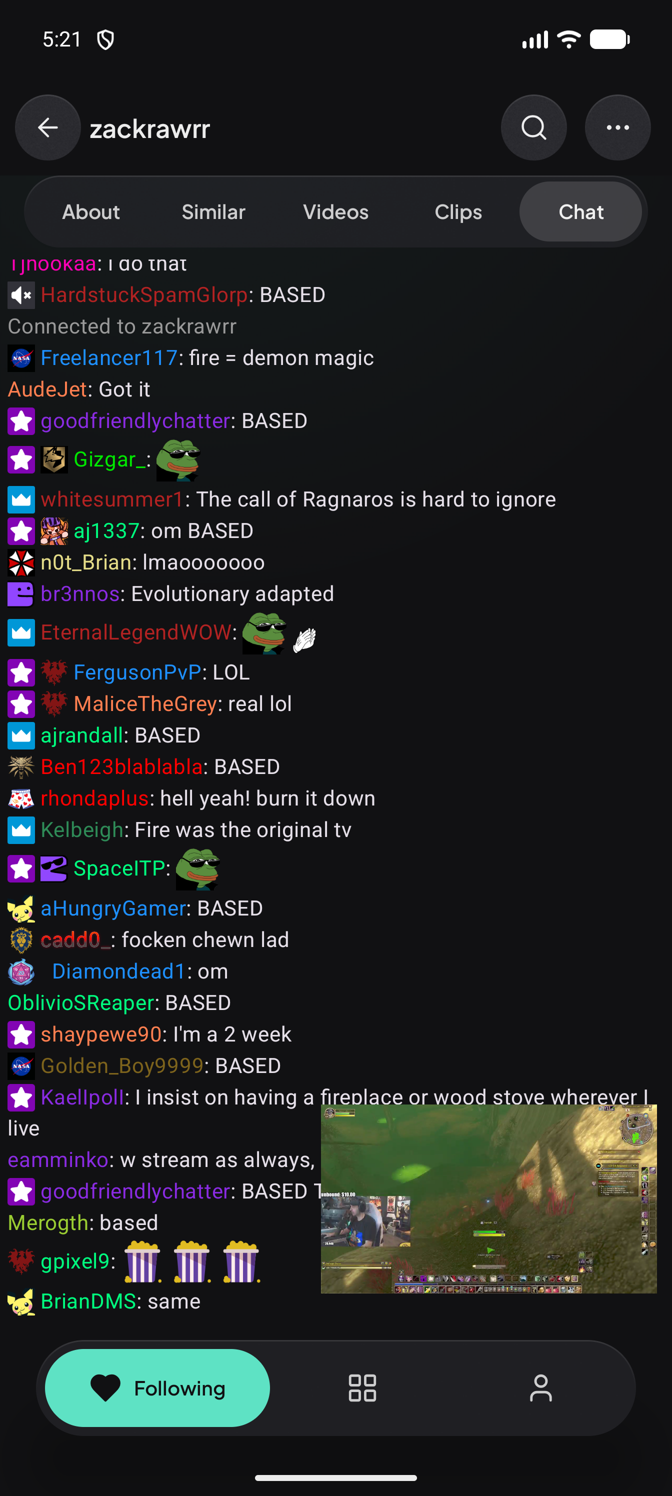 5:21
zackrawrr
About Similar Videos Clips Chat
Tjhookaa: I do that
HardstuckSpamGlorp: BASED
Connected to zackrawrr
Freelancer117: fire = demon magic
AudeJet: Got it
goodfriendlychatter: BASED
Gizgar_:
whitesummer1: The call of Ragnaros is hard to ignore
aj1337: om BASED
n0t_Brian: lmaooooooo
br3nnos: Evolutionary adapted
EternalLegendWOW:
FergusonPvP: LOL
MaliceTheGrey: real lol
ajrandall: BASED
Ben123blablabla: BASED
rhondaplus: hell yeah! burn it down
Kelbeigh: Fire was the original tv
SpaceITP:
aHungryGamer: BASED
cadd0_: focken chewn lad
Diamondead1: om
OblivioSReaper: BASED
shaypewe90: I'm a 2 week
NASA Golden_Boy9999: BASED
KaelIpoll: I insist on having a fireplace or wood stove wherever I
live
eamminko: w stream as always,
goodfriendlychatter: BASED
Merogth: based
gpixel9:
BrianDMS: same
Following